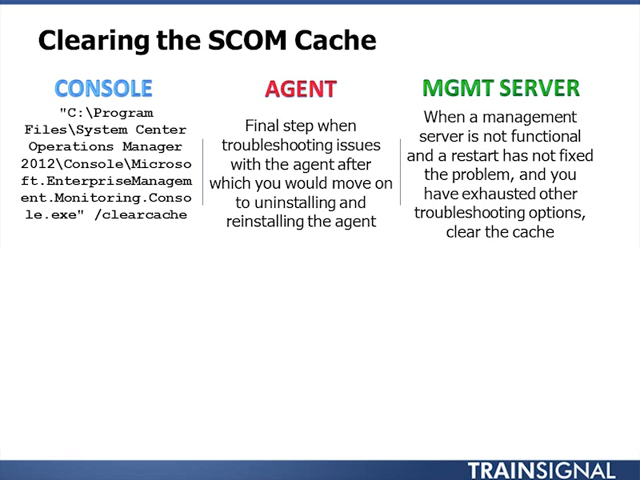 Clearing the SCOM Cache
CONSOLE
"C:\Program
Files\System Center
Operations Manager
2012\Console\Microso
ft.EnterpriseManagem
ent.Monitoring.Conso
le.exe" /clearcache
AGENT
Final step when
troubleshooting issues
with the agent after
which you would move on
to uninstalling and
reinstalling the agent
MGMT SERVER
When a management
server is not functional
and a restart has not fixed
the problem, and you
have exhausted other
troubleshooting options,
clear the cache
TRAINSIGNAL